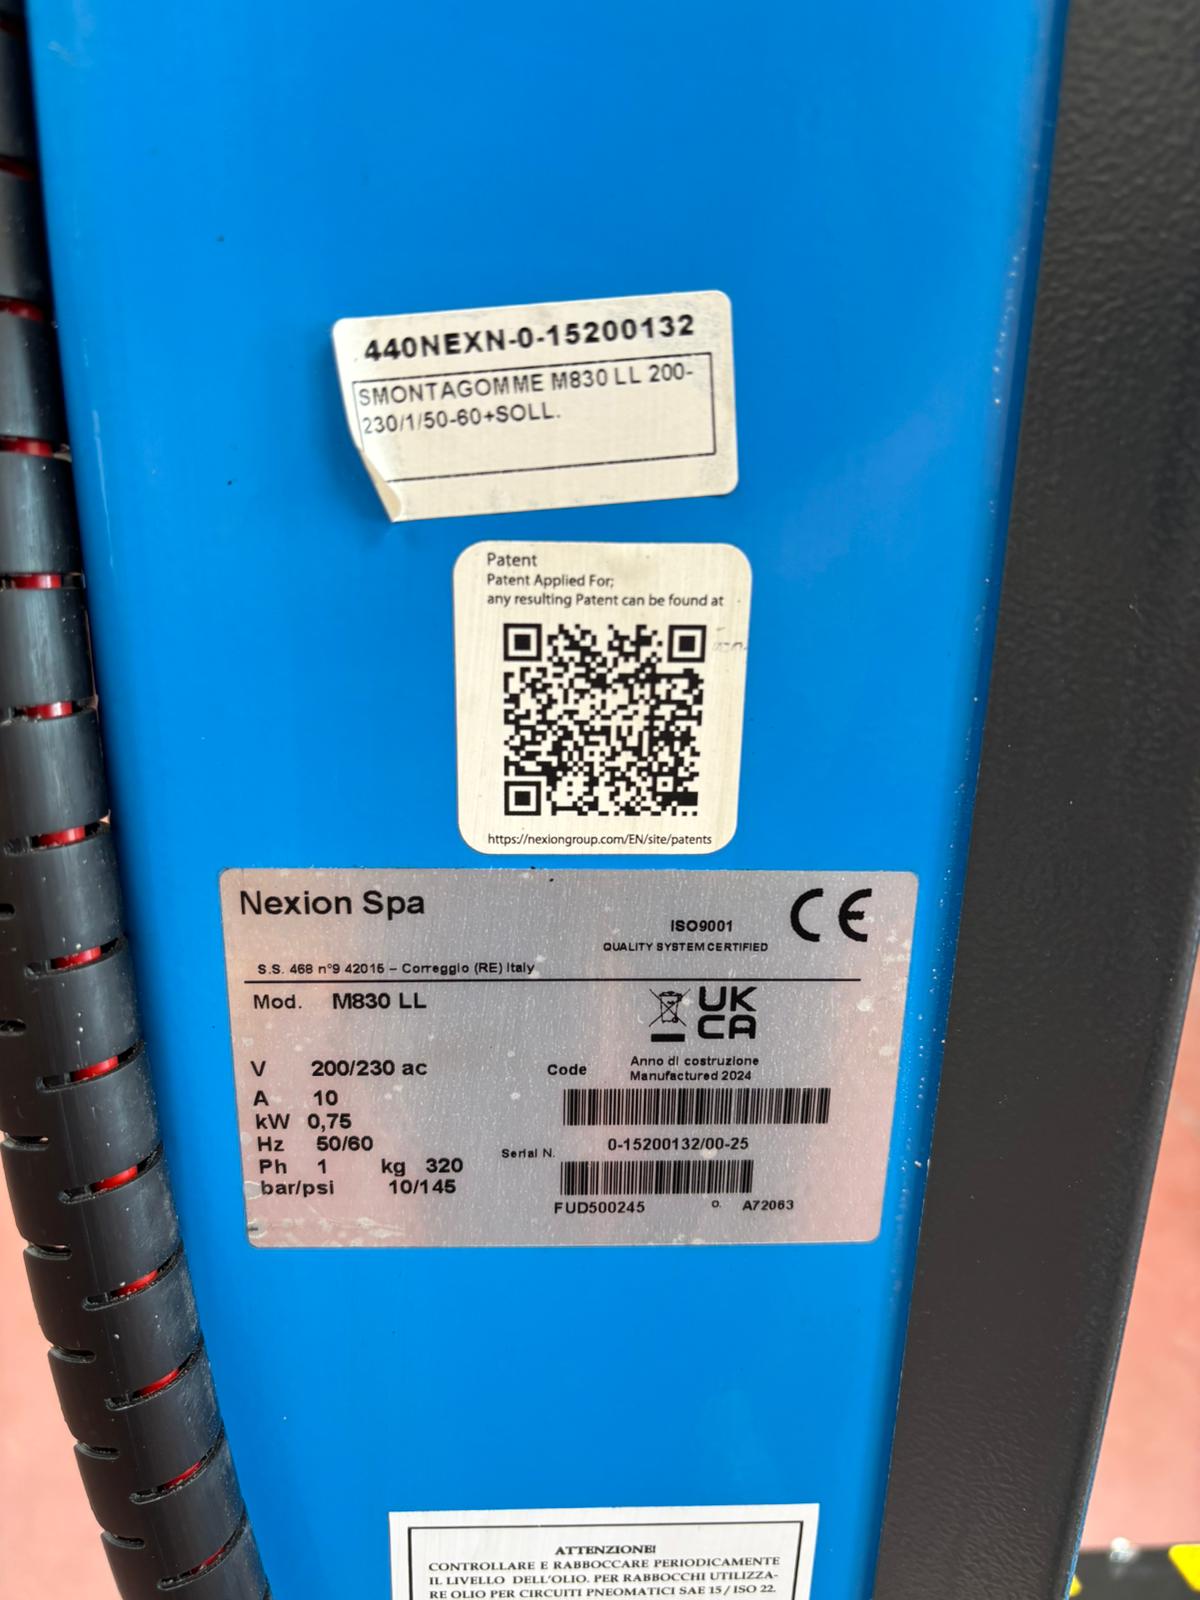 440NEXN-0-15200132
SMONTAGOMME M830 LL 200-
230/1/50-60+SOLL.
Patent
Patent Applied For;
any resulting Patent can be found at
https://nexiongroup.com/EN/site/patents
Nexion Spa
CE
ISO9001
QUALITY SYSTEM CERTIFIED
S.S. 468 n°9 42015 – Correggio (RE) Italy
Mod. M830 LL
UK
CA
V 200/230 ac
A 10
kW 0,75
Hz 50/60
Ph 1 kg 320
bar/psi 10/145
Code
Anno di costruzione
Manufactured 2024
0-15200132/00-25
Serial N.
FUD500245 O. A72063
ATTENZIONE!
CONTROLLARE E RABBOCCARE PERIODICAMENTE
IL LIVELLO DELL'OLIO. PER RABBOCCHI UTILIZZA-
RE OLIO PER CIRCUITI PNEUMATICI SAE 15 / ISO 22.